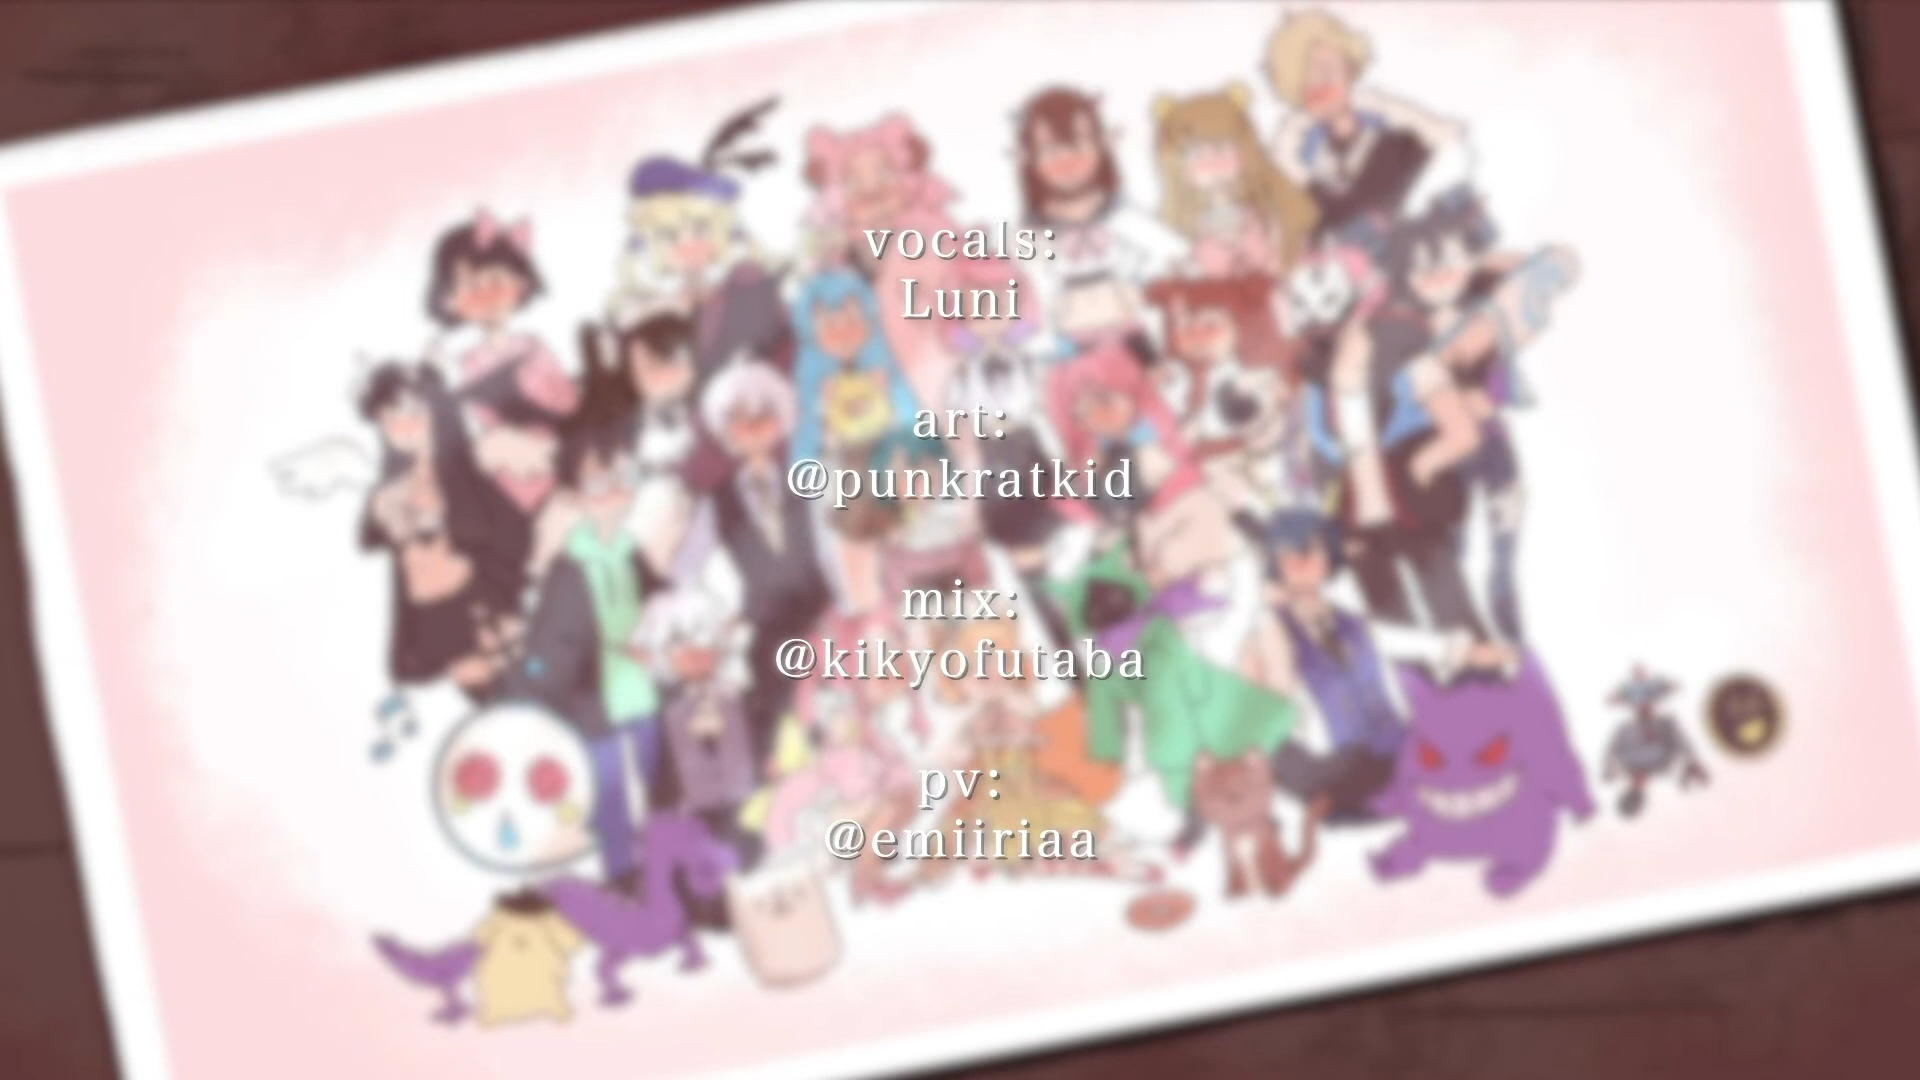 vocals:
Luni
art:
@punkratkid
mix:
@kikyofutaba
pv:
@emiiriaa